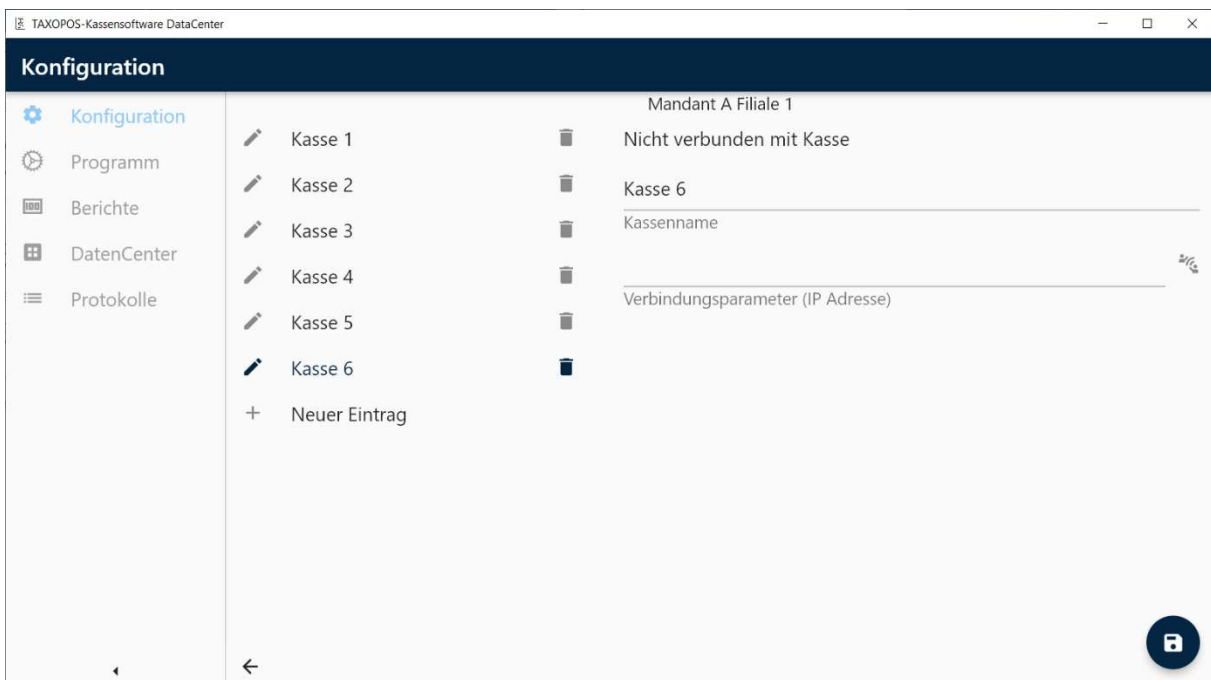 TAXOPOS-Kassensoftware DataCenter
Konfiguration
Konfiguration
Programm
Berichte
DatenCenter
Protokolle
Kasse 1
Kasse 2
Kasse 3
Kasse 4
Kasse 5
Kasse 6
Neuer Eintrag
Mandant A Filiale 1
Nicht verbunden mit Kasse
Kasse 6
Kassenname
Verbindungsparameter (IP Adresse)